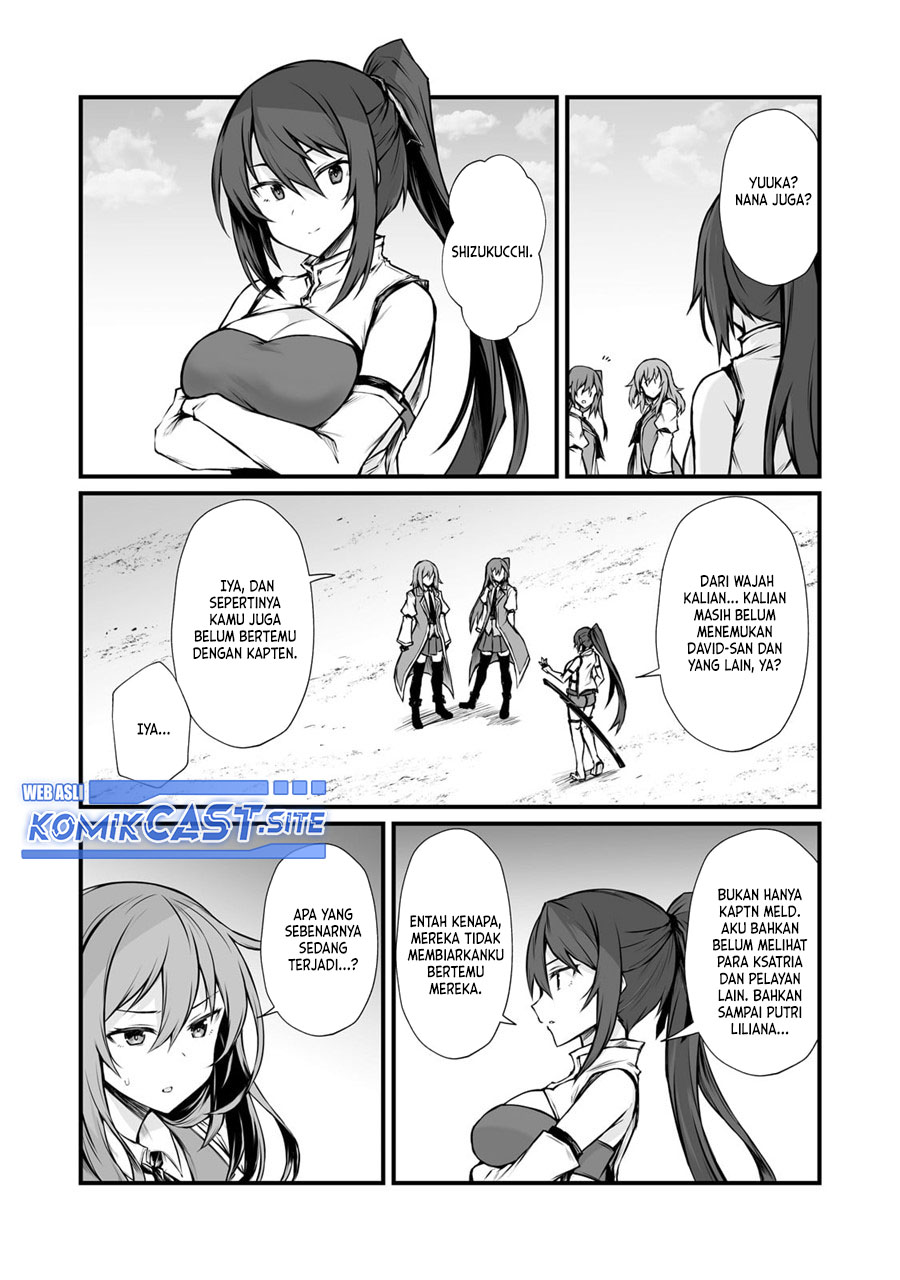 YUUKA?
NANA JUGA?
SHIZUKUCCHI.
DARI WAJAH
KALIAN... KALIAN
MASIH BELUM
MENEMUKAN
DAVID-SAN DAN
YANG LAIN, YA?
IYA, DAN
SEPERTINYA
KAMU JUGA
BELUM BERTEMU
DENGAN KAPTEN.
IYA...
WEB ASLI
KOMIKCAST.SITE
BUKAN HANYA
KAPTN MELD.
AKU BAHKAN
BELUM MELIHAT
PARA KSATRIA
DAN PELAYAN
LAIN. BAHKAN
SAMPAI PUTRI
LILIANA...
ENTAH KENAPA,
MEREKA TIDAK
MEMBIARKANKU
BERTEMU
MEREKA.
APA YANG
SEBENARNYA
SEDANG
TERJADI...?